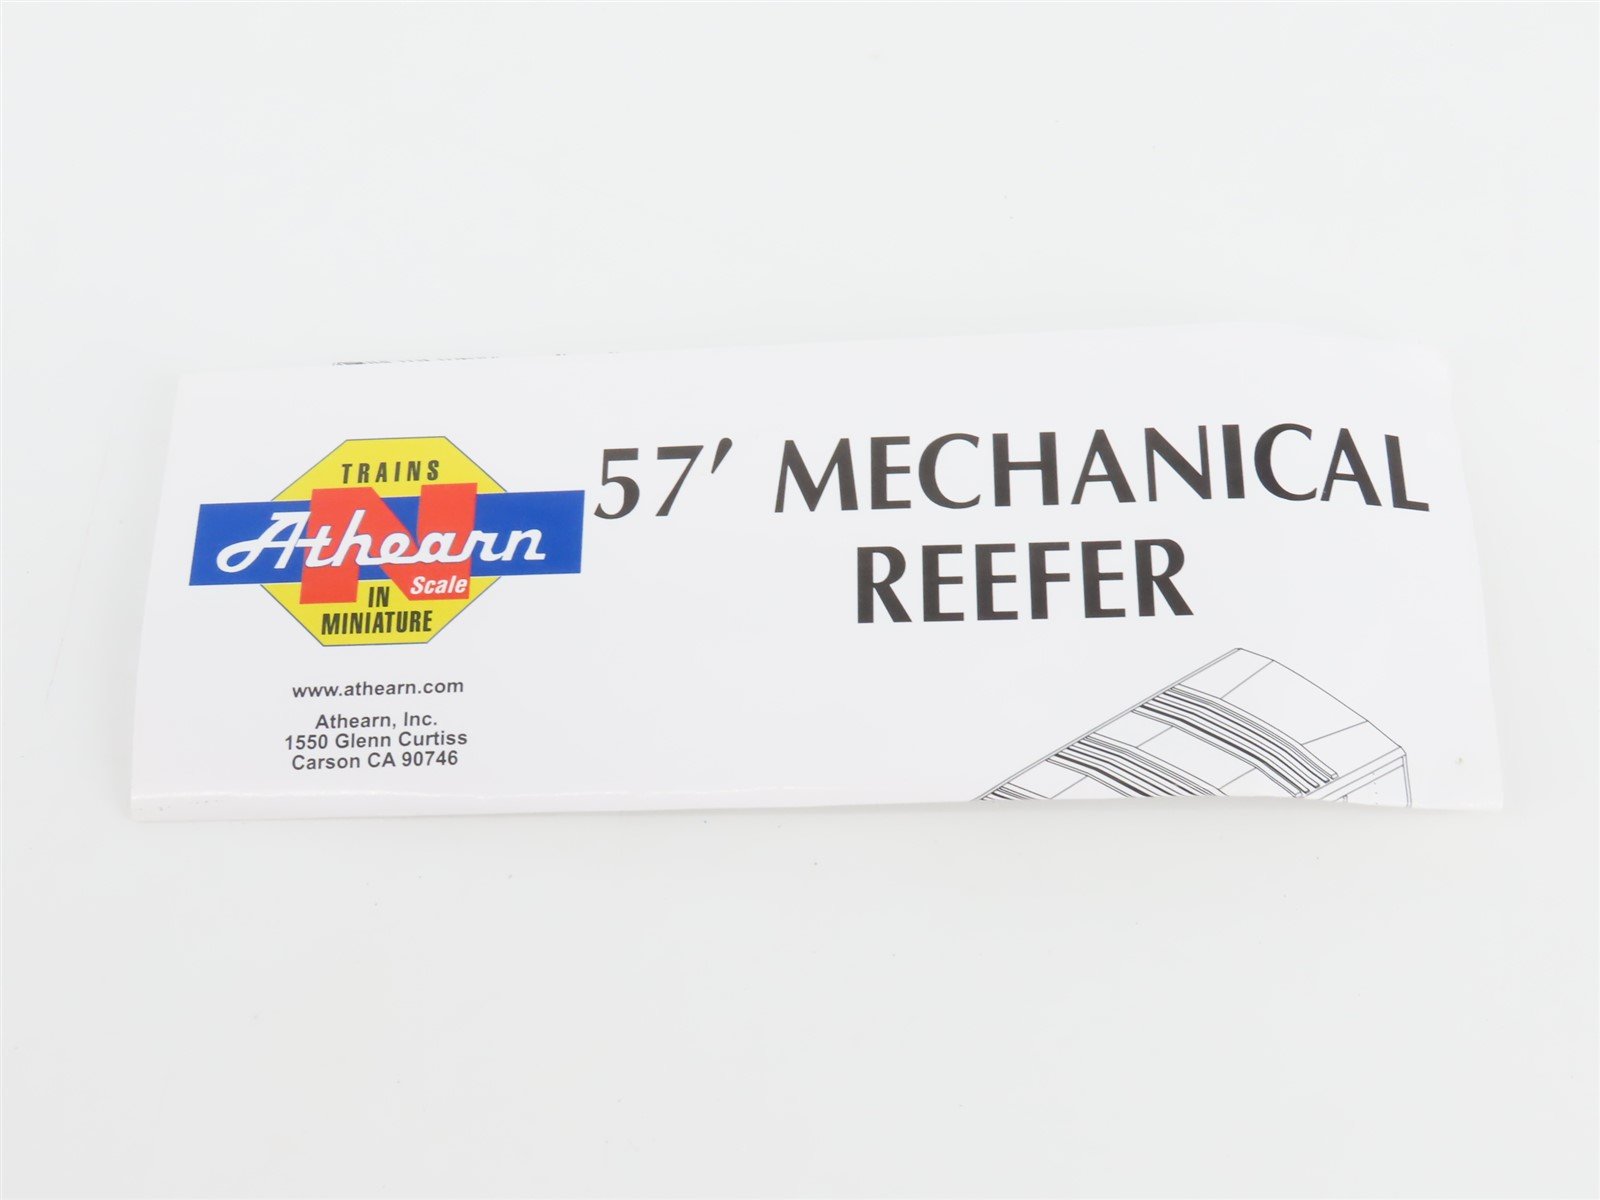 TRAINS
N
Athearn
Scale
IN
MINIATURE
57' MECHANICAL
REEFER
www.athearn.com
Athearn, Inc.
1550 Glenn Curtiss
Carson CA 90746